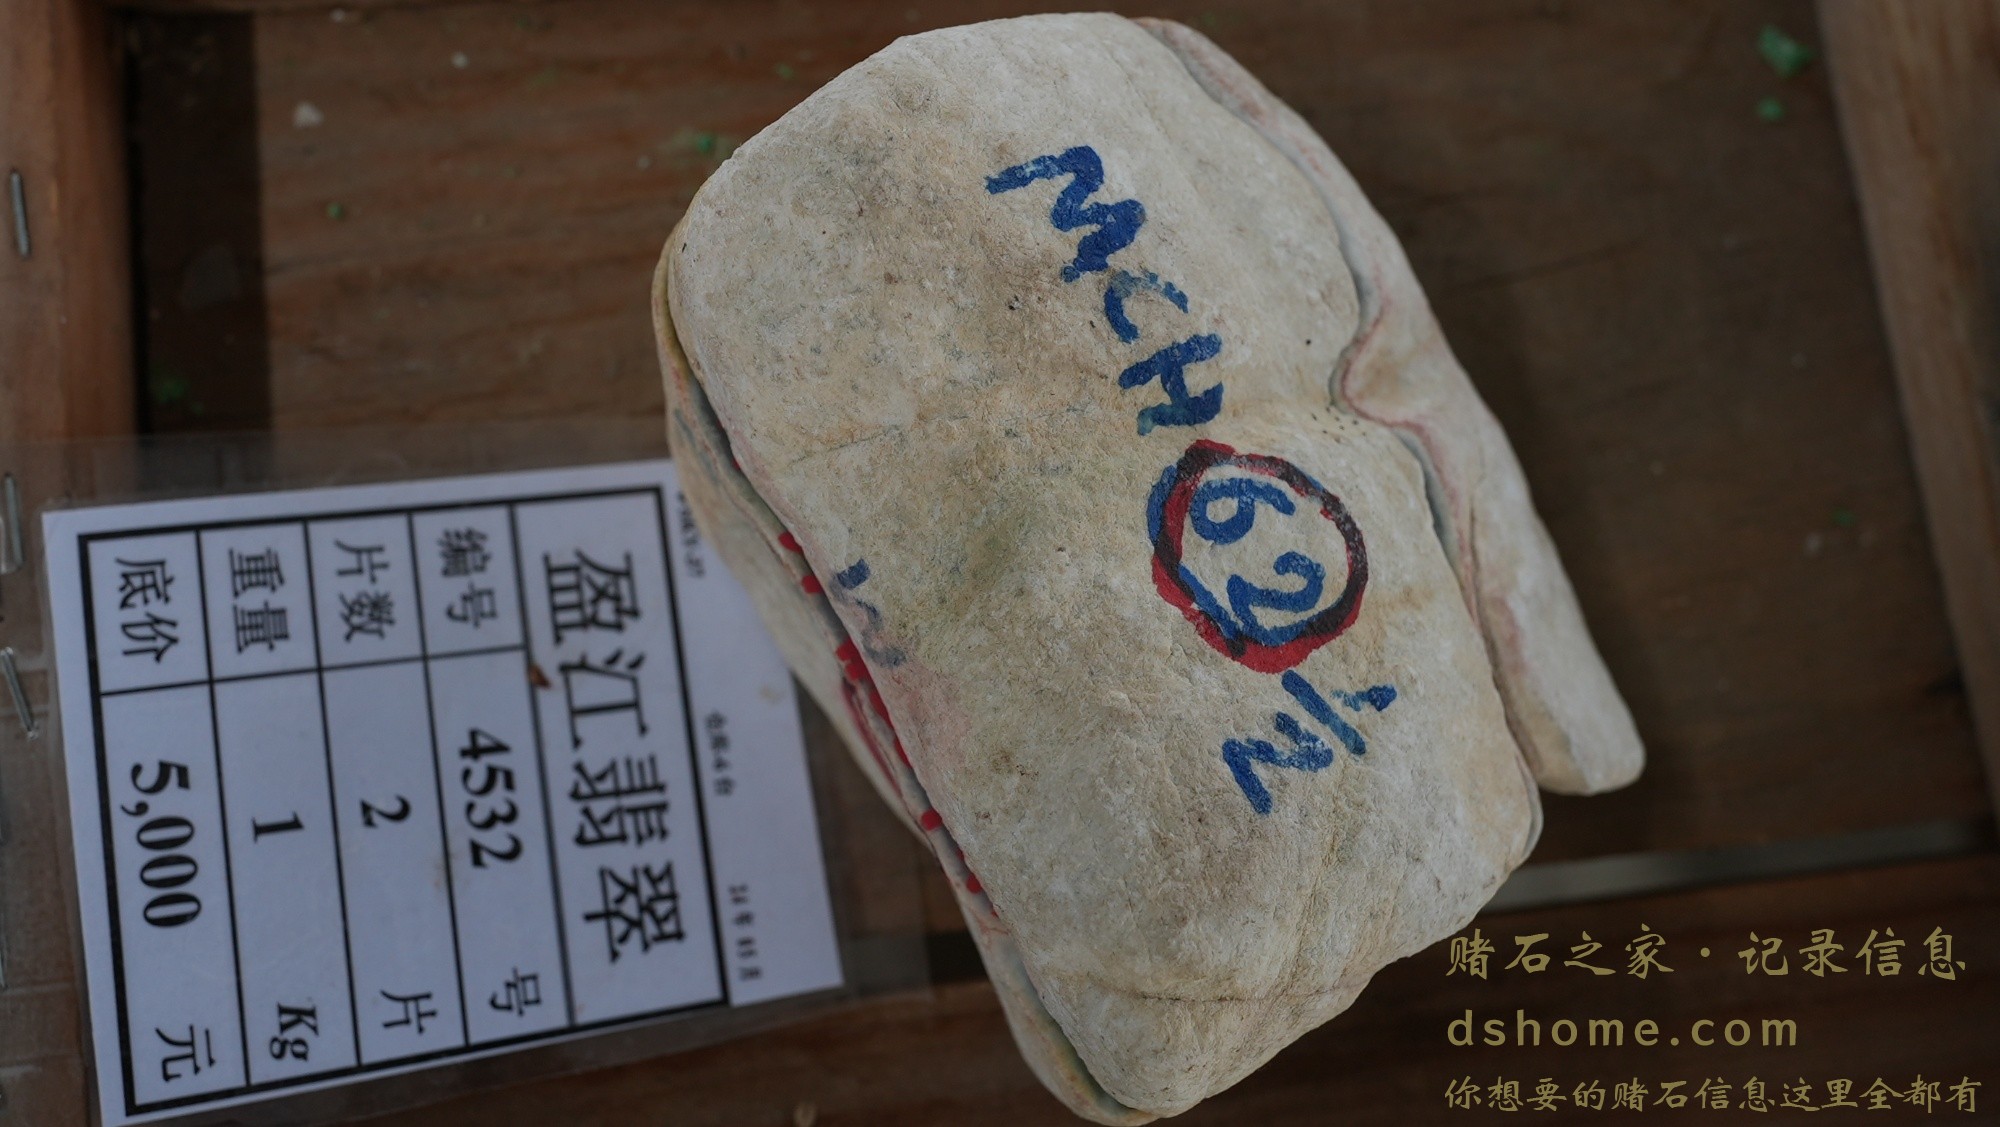 盈江翡翠
编号 4532 号
片数 2 片
重量 1 Kg
底价 5,000 元
MCH
62
1/2
赌石之家·记录信息
dshome.com
你想要的赌石信息这里全都有